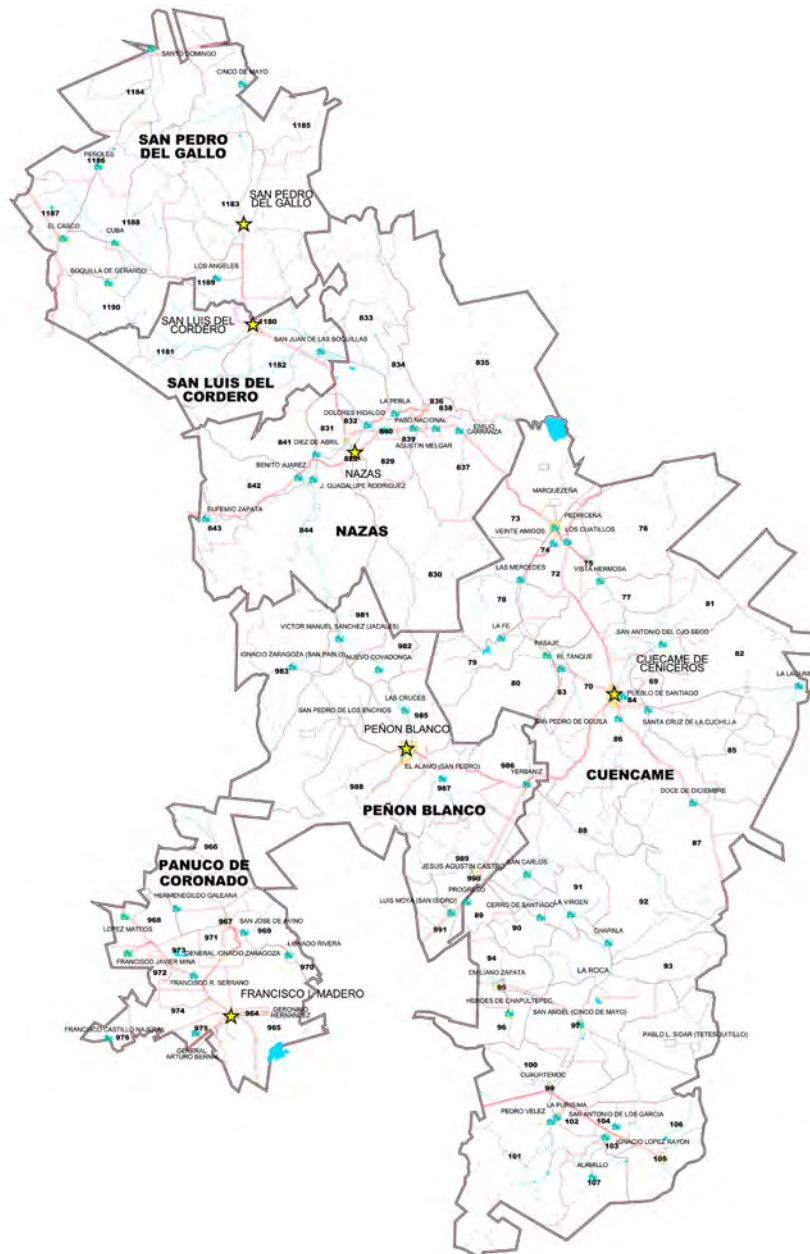 SANTO DOMINGO
CINCO DE MAYO
1184
1185
SAN PEDRO
DEL GALLO
PEÑOLES
1186
1183
SAN PEDRO
DEL GALLO
1187
1188
EL CASCO
CUBA
BOQUILLA DE GERARDO
LOS ANGELES
1189
1190
SAN LUIS DEL
CORDERO
1180
1181
SAN JUAN DE LAS BOQUILLAS
1182
SAN LUIS DEL
CORDERO
833
834
835
LA PERLA
836
838
DOLORES HIDALGO
832
831
PASO NACIONAL
840
839
EMILIO
CARRANZA
841
DIEZ DE ABRIL
AGUSTIN MELGAR
829
837
BENITO JUAREZ
NAZAS
842
J. GUADALUPE RODRIGUEZ
EUFEMIO ZAPATA
843
844
NAZAS
830
MARQUEZEÑA
73
PEDRICEÑA
76
VEINTE AMIGOS
LOS CUATILLOS
74
72
75
LAS MERCEDES
VISTA HERMOSA
78
77
81
LA FE
SAN ANTONIO DEL OJO SECO
79
PASAJE
EL TANQUE
82
CUECAME DE
CENICEROS
80
83
70
69
LA LAGUNA
PUEBLO DE SANTIAGO
84
SAN PEDRO DE OCUILA
SANTA CRUZ DE LA CUCHILLA
86
85
CUENCAME
DOCE DE DICIEMBRE
981
VICTOR MANUEL SANCHEZ (JACALES)
982
IGNACIO ZARAGOZA (SAN PABLO)
NUEVO COVADONGA
983
LAS CRUCES
SAN PEDRO DE LOS ENCINOS
985
PEÑON BLANCO
EL ALAMO (SAN PEDRO)
986
YERBANIZ
988
987
PEÑON BLANCO
88
87
989
JESUS AGUSTIN CASTRO
990
SAN CARLOS
PROGRESO
91
92
LUIS MOYA (SAN ISIDRO)
89
CERRO DE SANTIAGO
LA VIRGEN
991
90
CHAPALA
94
93
EMILIANO ZAPATA
LA ROCA
95
HEROES DE CHAPULTEPEC
96
SAN ANGEL (CINCO DE MAYO)
97
PABLO L. SIDAR (TETESQUITILLO)
100
CUAUHTEMOC
99
LA PURISIMA
PEDRO VELEZ
SAN ANTONIO DE LOS GARCIA
102
104
106
103
IGNACIO LOPEZ RAYON
101
105
ALAMILLO
107
966
PANUCO DE
CORONADO
HERMENEGILDO GALEANA
LOPEZ MATEOS
968
967
SAN JOSE DE AVINO
971
969
973
GENERAL IGNACIO ZARAGOZA
LIBRADO RIVERA
FRANCISCO JAVIER MINA
970
972
FRANCISCO R. SERRANO
FRANCISCO I. MADERO
974
964
GERONIMO
HERNANDEZ
FRANCISCO CASTILLO NAJERA
975
965
976
GENERAL
ARTURO BERNAL